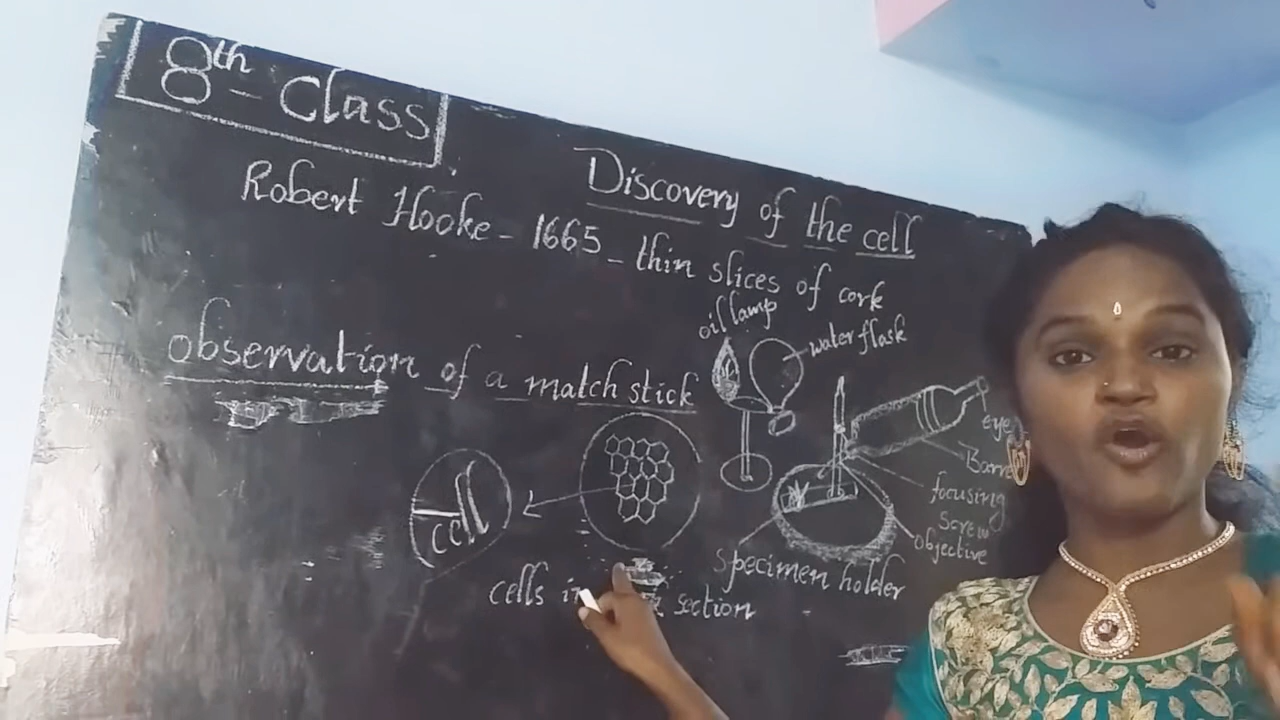 8th - Class
Discovery of the cell
Robert Hooke - 1665 - thin slices of cork
oil lamp
water flask
observation of a match stick
eye
focusing
screw
objective
cell
specimen holder
cells in section